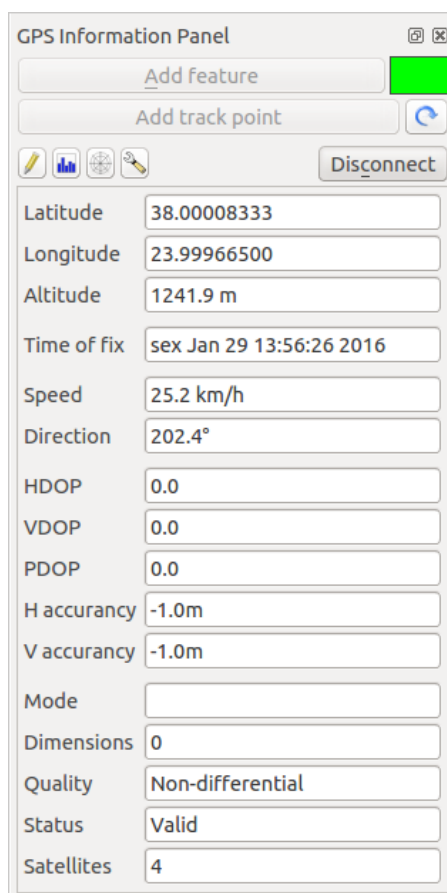 GPS Information Panel
Add feature
Add track point
Disconnect
Latitude 38.00008333
Longitude 23.99966500
Altitude 1241.9 m
Time of fix sex Jan 29 13:56:26 2016
Speed 25.2 km/h
Direction 202.4°
HDOP 0.0
VDOP 0.0
PDOP 0.0
H accurancy -1.0m
V accurancy -1.0m
Mode
Dimensions 0
Quality Non-differential
Status Valid
Satellites 4